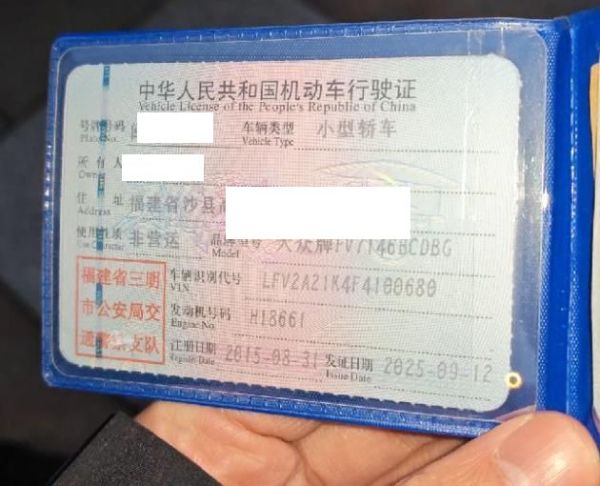 中华人民共和国机动车行驶证
Vehicle License of the People's Republic of China
号牌号码 车辆类型 小型轿车
Plate No. Vehicle Type
所有人
Owner
住址 福建省沙县
Address
使用性质 非营运 品牌型号 大众牌FV7146BCDBG
Use Character Model
福建省三明
市公安局交
通警察支队
车辆识别代号 LFV2A21K4F4100680
VIN
发动机号码 H18661
Engine No.
注册日期 2015-08-31 发证日期 2025-09-12
Register Date Issue Date